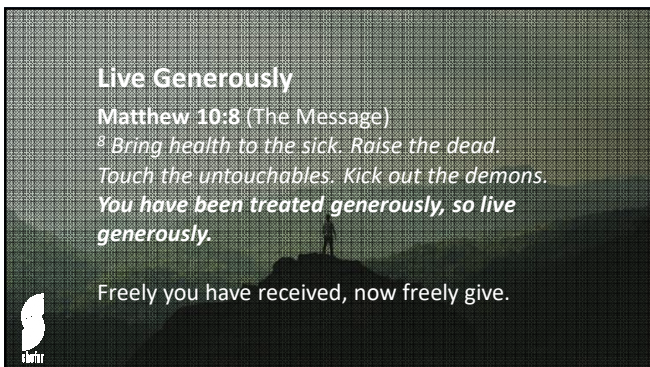 Live Generously
Matthew 10:8 (The Message)
8 Bring health to the sick. Raise the dead.
Touch the untouchables. Kick out the demons.
You have been treated generously, so live
generously.
Freely you have received, now freely give.
shofar